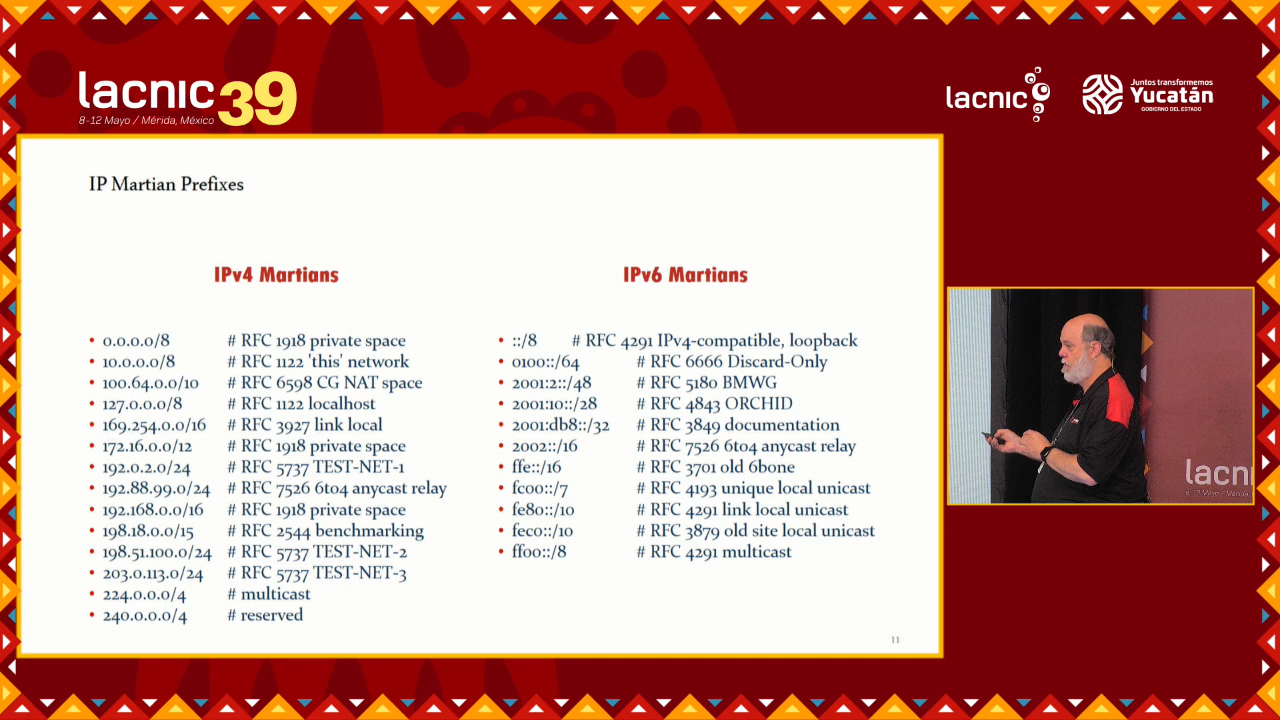 lacnic 39
8-12 Mayo / Mérida, México
lacnic
Juntos transformemos
Yucatán
GOBIERNO DEL ESTADO
IP Martian Prefixes
IPv4 Martians
• 0.0.0.0/8 # RFC 1918 private space
• 10.0.0.0/8 # RFC 1122 'this' network
• 100.64.0.0/10 # RFC 6598 CG NAT space
• 127.0.0.0/8 # RFC 1122 localhost
• 169.254.0.0/16 # RFC 3927 link local
• 172.16.0.0/12 # RFC 1918 private space
• 192.0.2.0/24 # RFC 5737 TEST-NET-1
• 192.88.99.0/24 # RFC 7526 6to4 anycast relay
• 192.168.0.0/16 # RFC 1918 private space
• 198.18.0.0/15 # RFC 2544 benchmarking
• 198.51.100.0/24 # RFC 5737 TEST-NET-2
• 203.0.113.0/24 # RFC 5737 TEST-NET-3
• 224.0.0.0/4 # multicast
• 240.0.0.0/4 # reserved
IPv6 Martians
• ::/8 # RFC 4291 IPv4-compatible, loopback
• 0100::/64 # RFC 6666 Discard-Only
• 2001:2::/48 # RFC 5180 BMWG
• 2001:10::/28 # RFC 4843 ORCHID
• 2001:db8::/32 # RFC 3849 documentation
• 2002::/16 # RFC 7526 6to4 anycast relay
• ffe::/16 # RFC 3701 old 6bone
• fc00::/7 # RFC 4193 unique local unicast
• fe80::/10 # RFC 4291 link local unicast
• fec0::/10 # RFC 3879 old site local unicast
• ff00::/8 # RFC 4291 multicast
11
lacn